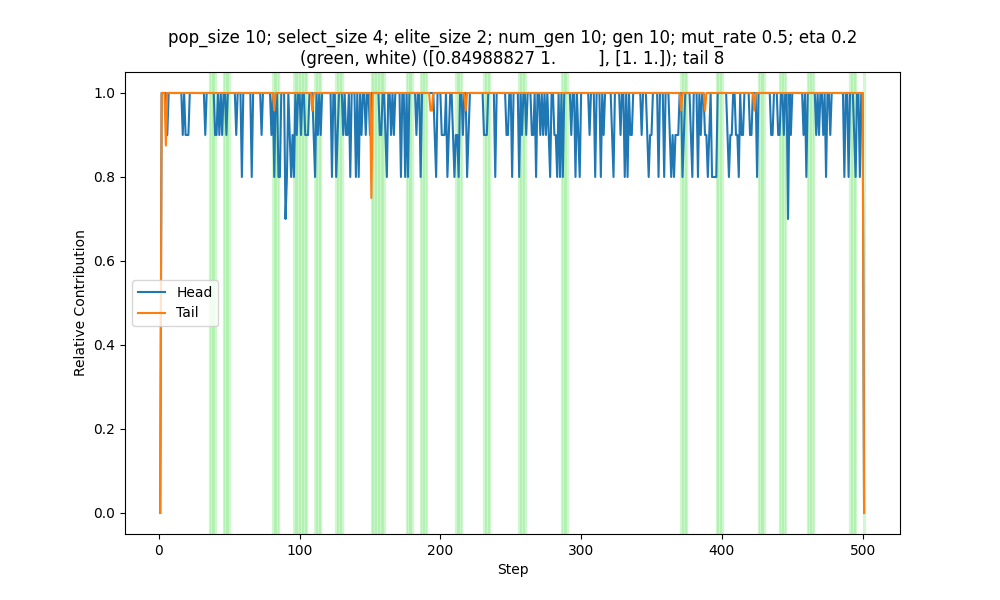 pop_size 10; select_size 4; elite_size 2; num_gen 10; gen 10; mut_rate 0.5; eta 0.2
(green, white) ([0.84988827 1.        ], [1. 1.]); tail 8
1.0
0.8
0.6
0.4
0.2
0.0
Relative Contribution
Head
Tail
0
100
200
300
400
500
Step